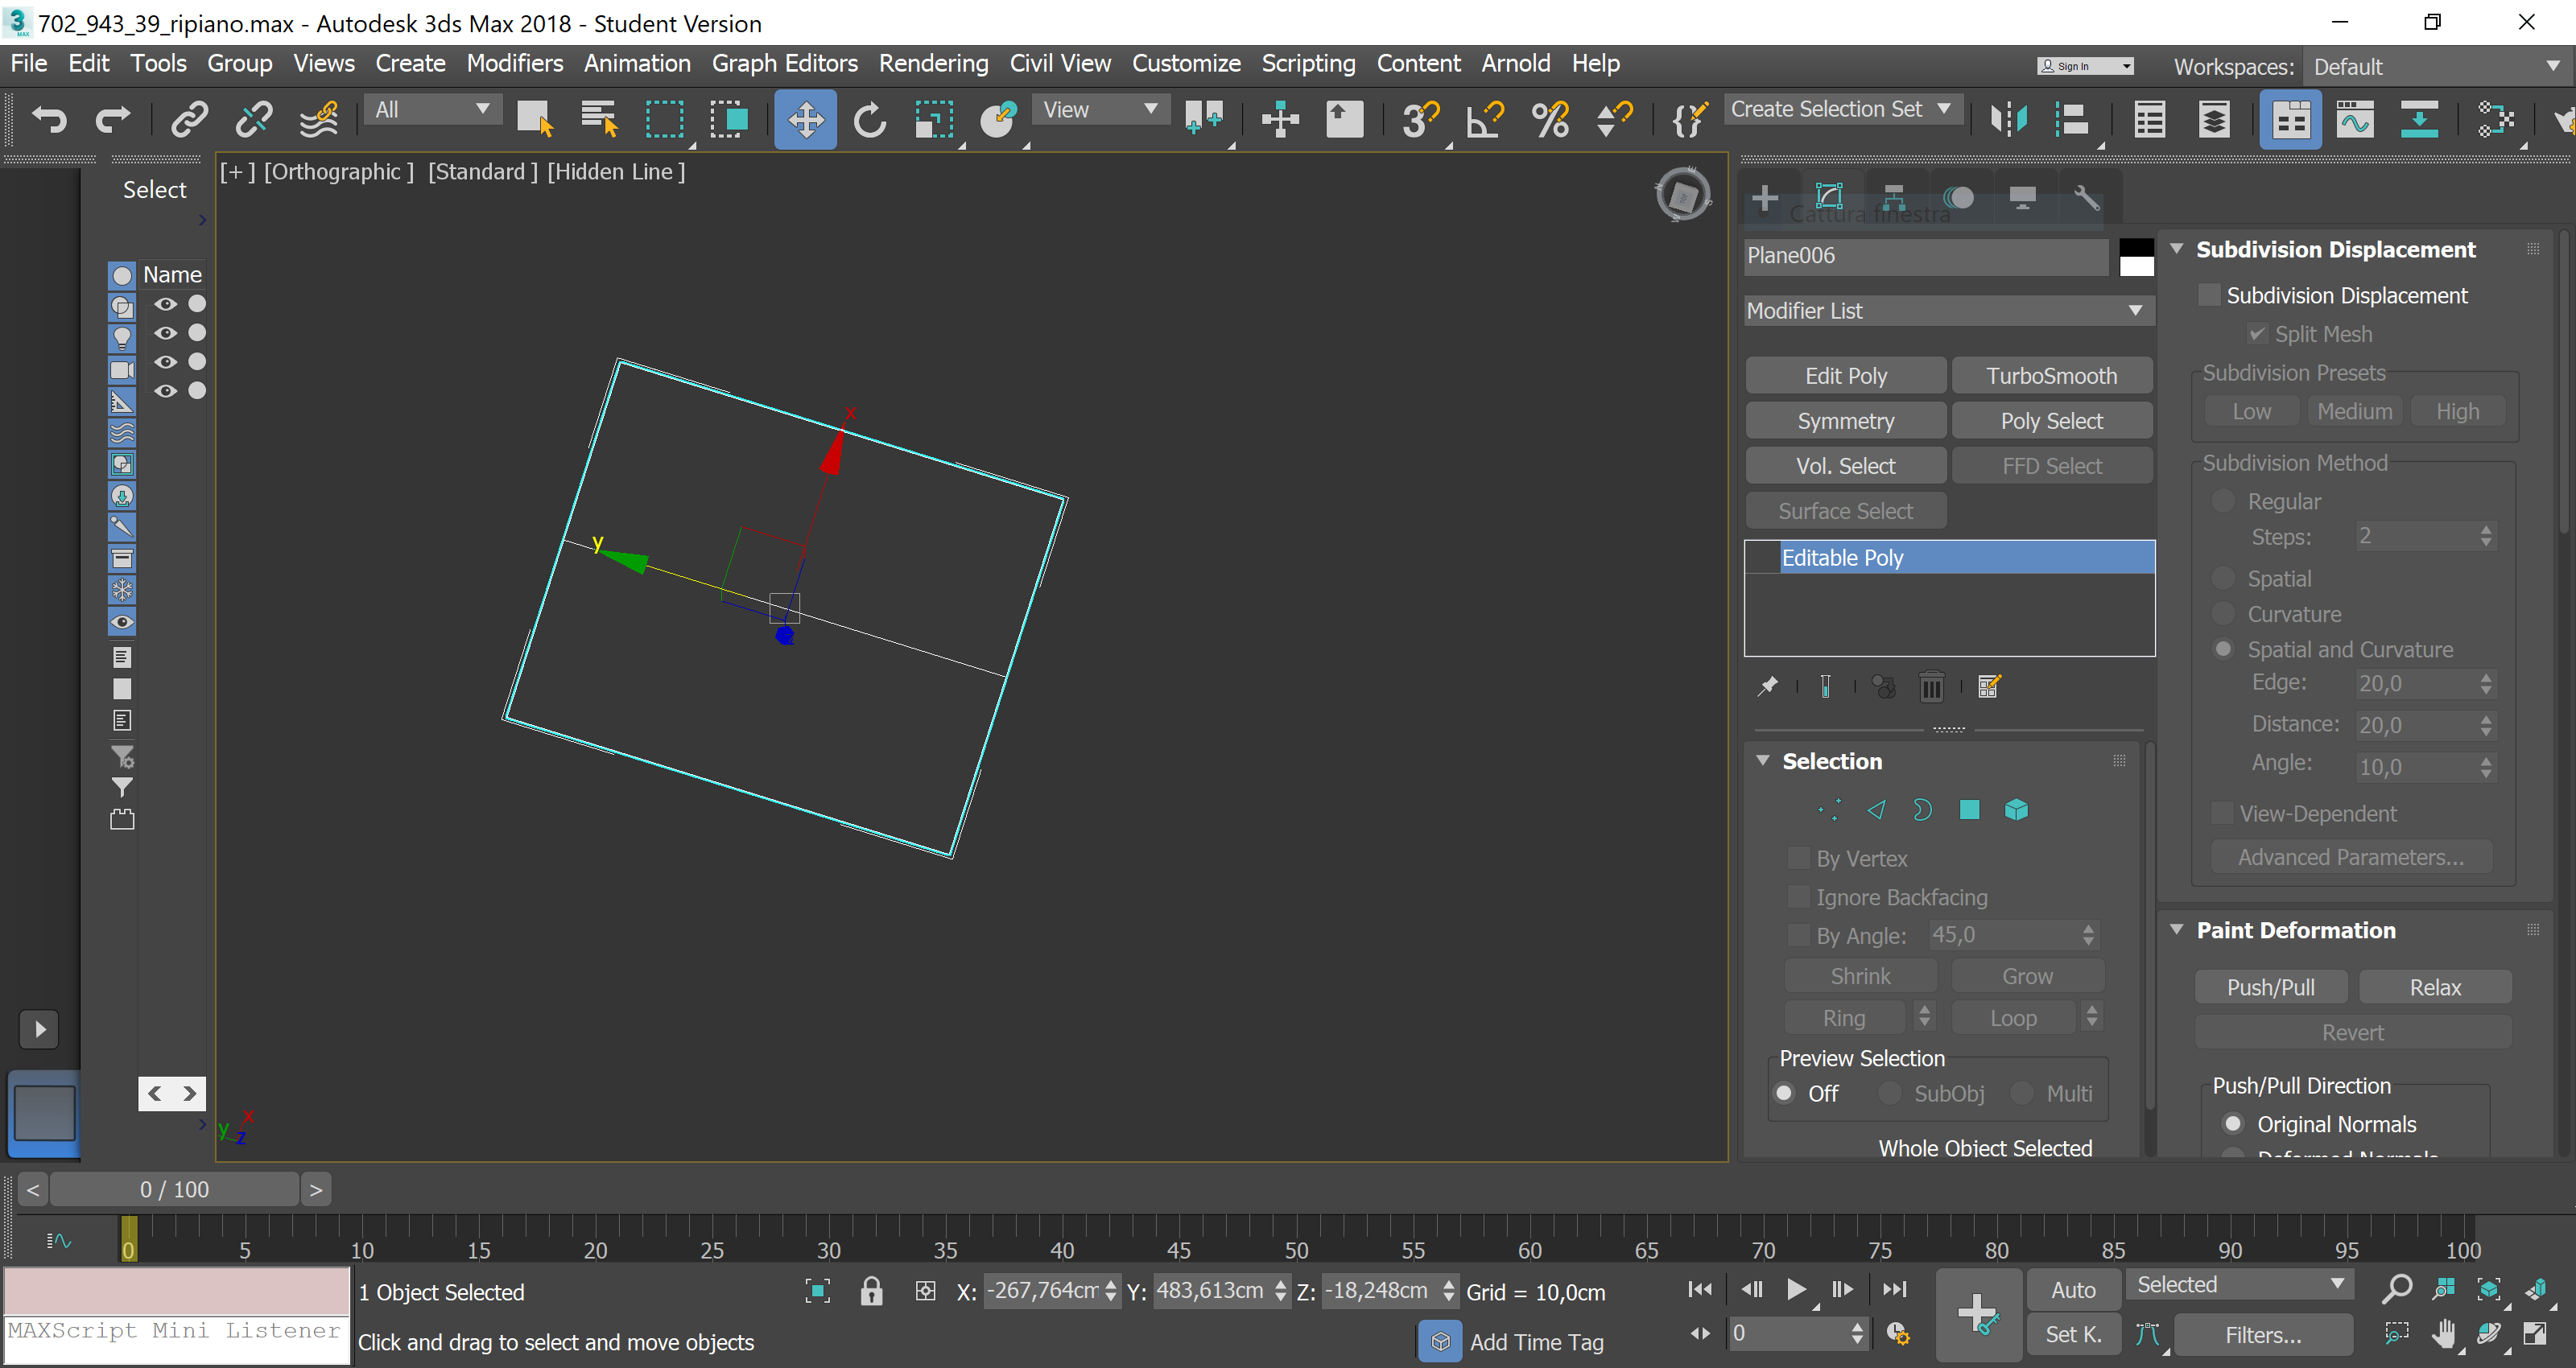 702_943_39_ripiano.max - Autodesk 3ds Max 2018 - Student Version
File Edit Tools Group Views Create Modifiers Animation Graph Editors Rendering Civil View Customize Scripting Content Arnold Help
Sign In
Workspaces: Default
All
View
Create Selection Set
Select
[+] [Orthographic ] [Standard ] [Hidden Line ]
Name
x
y
y x
z
Cattura finestra
Plane006
Modifier List
Edit Poly TurboSmooth
Symmetry Poly Select
Vol. Select FFD Select
Surface Select
Editable Poly
Selection
By Vertex
Ignore Backfacing
By Angle: 45,0
Shrink Grow
Ring Loop
Preview Selection
Off SubObj Multi
Whole Object Selected
Subdivision Displacement
Subdivision Displacement
Split Mesh
Subdivision Presets
Low Medium High
Subdivision Method
Regular
Steps: 2
Spatial
Curvature
Spatial and Curvature
Edge: 20,0
Distance: 20,0
Angle: 10,0
View-Dependent
Advanced Parameters...
Paint Deformation
Push/Pull Relax
Revert
Push/Pull Direction
Original Normals
Deformed Normals
< 0 / 100 >
0 5 10 15 20 25 30 35 40 45 50 55 60 65 70 75 80 85 90 95 100
1 Object Selected
X: -267,764cm Y: 483,613cm Z: -18,248cm Grid = 10,0cm
Auto Selected
MAXScript Mini Listener
Click and drag to select and move objects
Add Time Tag
0
Set K. Filters...